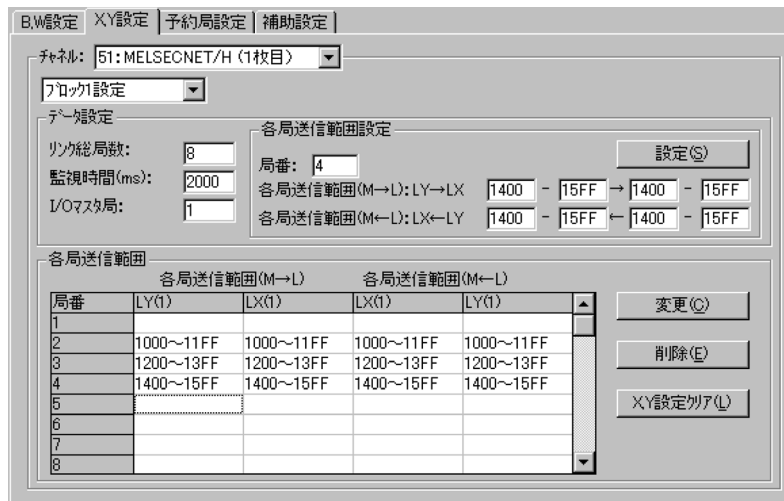 B,W設定 X,Y設定 予約局設定 補助設定
チャネル: 51:MELSECNET/H (1枚目)
ブロック1設定
データ設定
リンク総局数: 8
監視時間(ms): 2000
I/Oマスタ局: 1
各局送信範囲設定
局番: 4 設定(S)
各局送信範囲(M→L):LY→LX 1400 - 15FF → 1400 - 15FF
各局送信範囲(M←L):LX←LY 1400 - 15FF ← 1400 - 15FF
各局送信範囲
各局送信範囲(M→L) 各局送信範囲(M←L)
局番 LY(1) LX(1) LX(1) LY(1)
1
2 1000～11FF 1000～11FF 1000～11FF 1000～11FF
3 1200～13FF 1200～13FF 1200～13FF 1200～13FF
4 1400～15FF 1400～15FF 1400～15FF 1400～15FF
5
6
7
8
変更(C)
削除(E)
X,Y設定クリア(L)